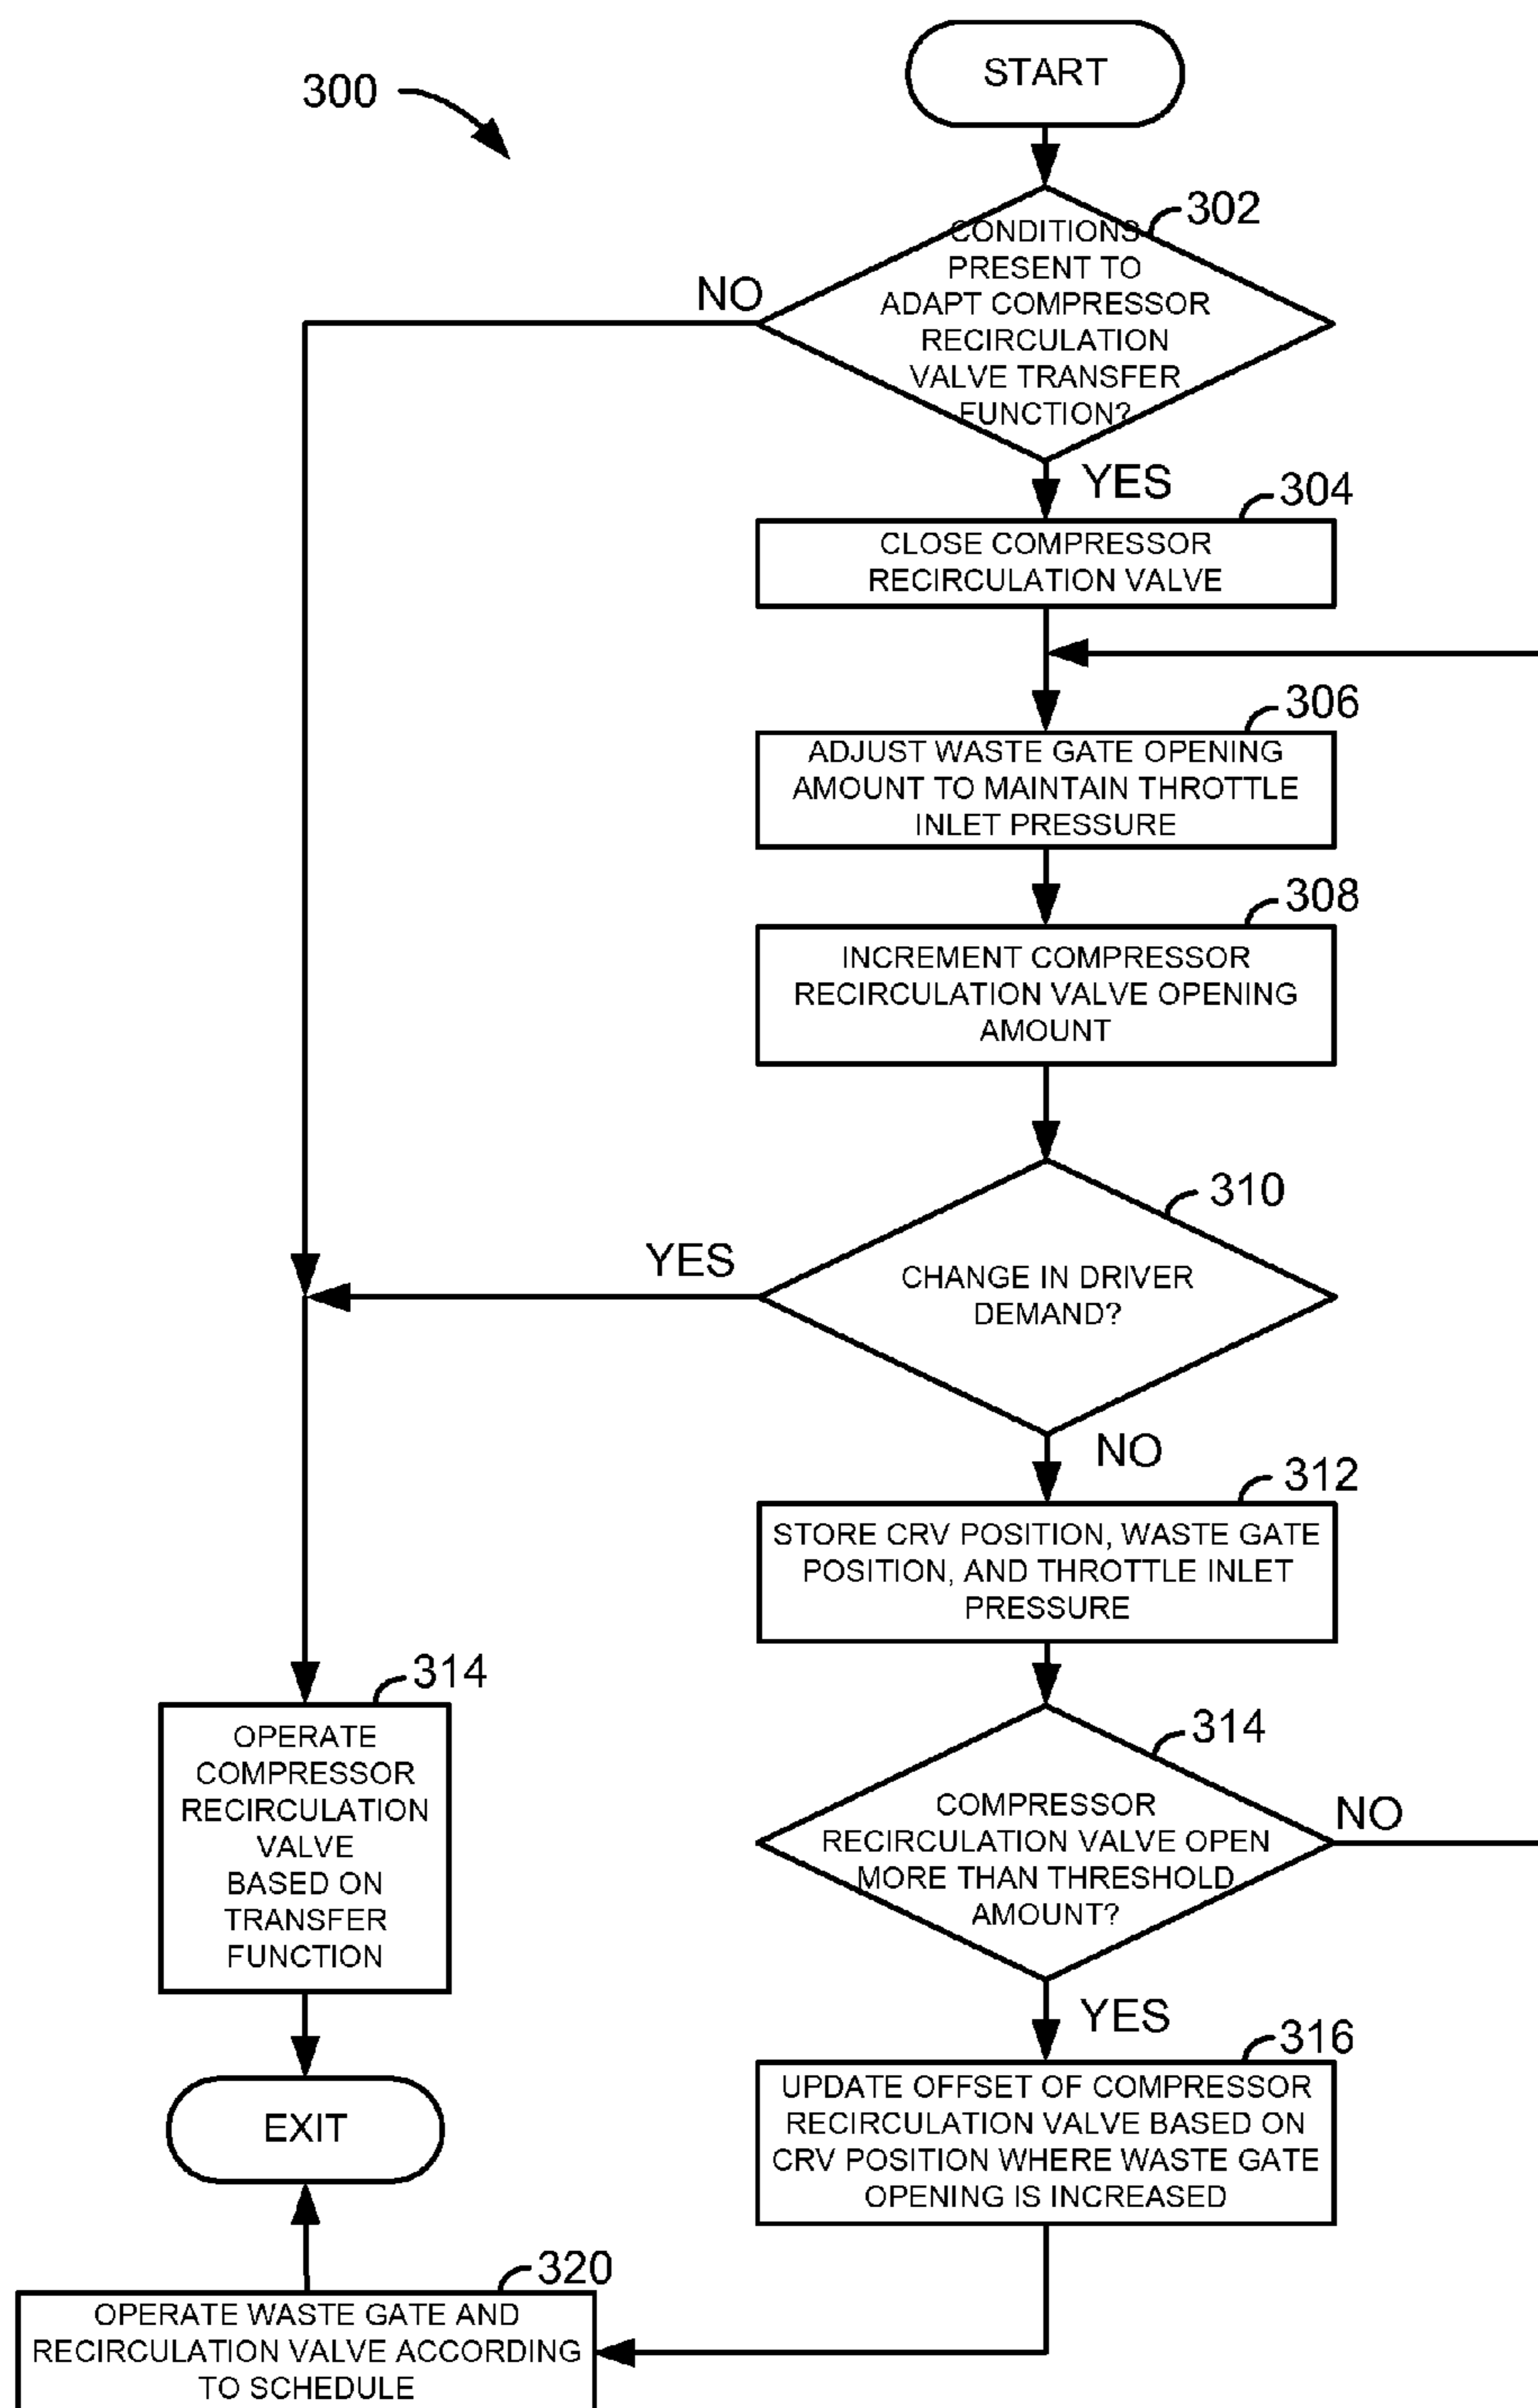 START
300
302
CONDITIONS
PRESENT TO
ADAPT COMPRESSOR
RECIRCULATION
VALVE TRANSFER
FUNCTION?
NO
YES
304
CLOSE COMPRESSOR
RECIRCULATION VALVE
306
ADJUST WASTE GATE OPENING
AMOUNT TO MAINTAIN THROTTLE
INLET PRESSURE
308
INCREMENT COMPRESSOR
RECIRCULATION VALVE OPENING
AMOUNT
310
CHANGE IN DRIVER
DEMAND?
YES
NO
312
STORE CRV POSITION, WASTE GATE
POSITION, AND THROTTLE INLET
PRESSURE
314
OPERATE
COMPRESSOR
RECIRCULATION
VALVE
BASED ON
TRANSFER
FUNCTION
314
COMPRESSOR
RECIRCULATION VALVE OPEN
MORE THAN THRESHOLD
AMOUNT?
NO
YES
316
UPDATE OFFSET OF COMPRESSOR
RECIRCULATION VALVE BASED ON
CRV POSITION WHERE WASTE GATE
OPENING IS INCREASED
EXIT
320
OPERATE WASTE GATE AND
RECIRCULATION VALVE ACCORDING
TO SCHEDULE